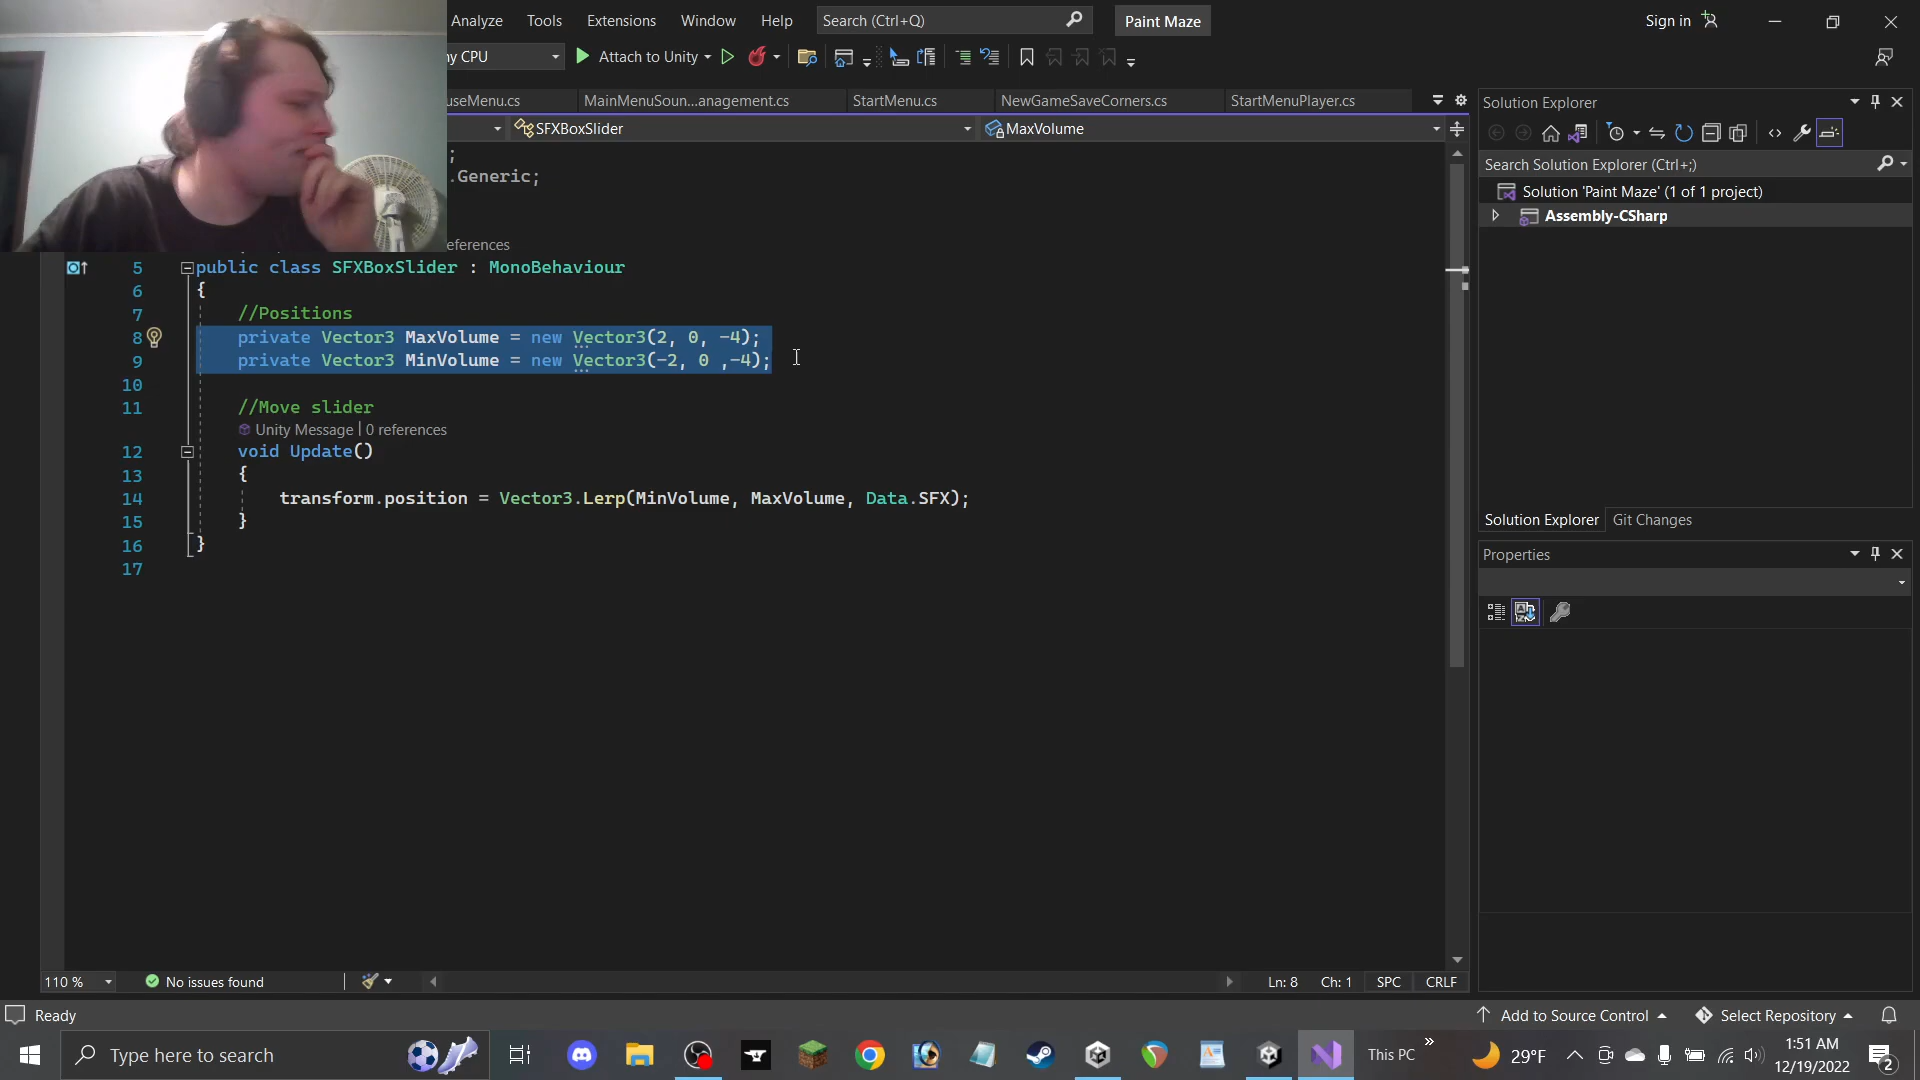 Analyze Tools Extensions Window Help Search (Ctrl+Q) Paint Maze Sign in
ny CPU Attach to Unity
useMenu.cs MainMenuSoun...anagement.cs StartMenu.cs NewGameSaveCorners.cs StartMenuPlayer.cs
SFXBoxSlider MaxVolume
;
.Generic;
eferences
5 public class SFXBoxSlider : MonoBehaviour
6 {
7 //Positions
8 private Vector3 MaxVolume = new Vector3(2, 0, -4);
9 private Vector3 MinVolume = new Vector3(-2, 0 ,-4);
10
11 //Move slider
Unity Message | 0 references
12 void Update()
13 {
14 transform.position = Vector3.Lerp(MinVolume, MaxVolume, Data.SFX);
15 }
16 }
17
Solution Explorer
Search Solution Explorer (Ctrl+;)
Solution 'Paint Maze' (1 of 1 project)
Assembly-CSharp
Solution Explorer Git Changes
Properties
110 % No issues found Ln: 8 Ch: 1 SPC CRLF
Ready Add to Source Control Select Repository
Type here to search This PC 29°F 1:51 AM
12/19/2022 2